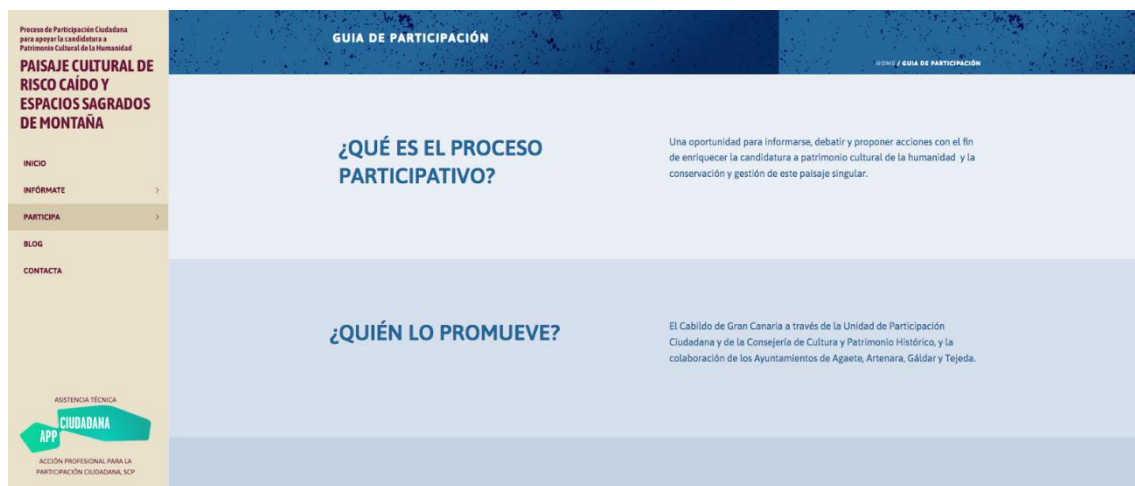 Proceso de Participación Ciudadana
para apoyar la candidatura a
Patrimonio Cultural de la Humanidad
PAISAJE CULTURAL DE
RISCO CAÍDO Y
ESPACIOS SAGRADOS
DE MONTAÑA
INICIO
INFÓRMATE
PARTICIPA
BLOG
CONTACTA
ASISTENCIA TÉCNICA
CIUDADANA
APP
ACCIÓN PROFESIONAL PARA LA
PARTICIPACIÓN CIUDADANA, SCP
GUIA DE PARTICIPACIÓN
HOME / GUIA DE PARTICIPACIÓN
¿QUÉ ES EL PROCESO
PARTICIPATIVO?
Una oportunidad para informarse, debatir y proponer acciones con el fin
de enriquecer la candidatura a patrimonio cultural de la humanidad y la
conservación y gestión de este paisaje singular.
¿QUIÉN LO PROMUEVE?
El Cabildo de Gran Canaria a través de la Unidad de Participación
Ciudadana y de la Consejería de Cultura y Patrimonio Histórico, y la
colaboración de los Ayuntamientos de Agaete, Artenara, Gáldar y Tejeda.